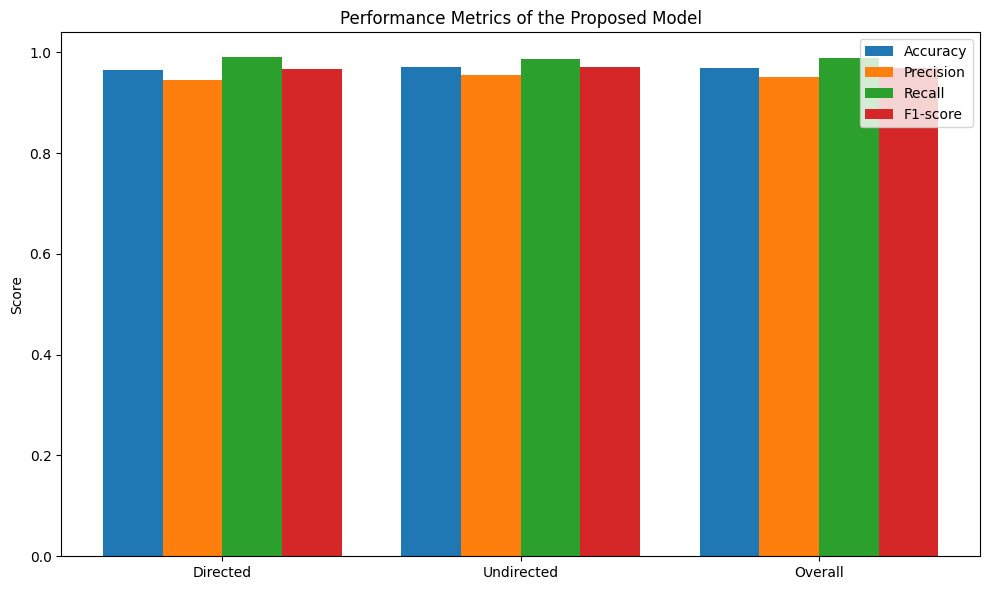 Performance Metrics of the Proposed Model
Accuracy
Precision
Recall
F1-score
Score
1.0
0.8
0.6
0.4
0.2
0.0
Directed
Undirected
Overall